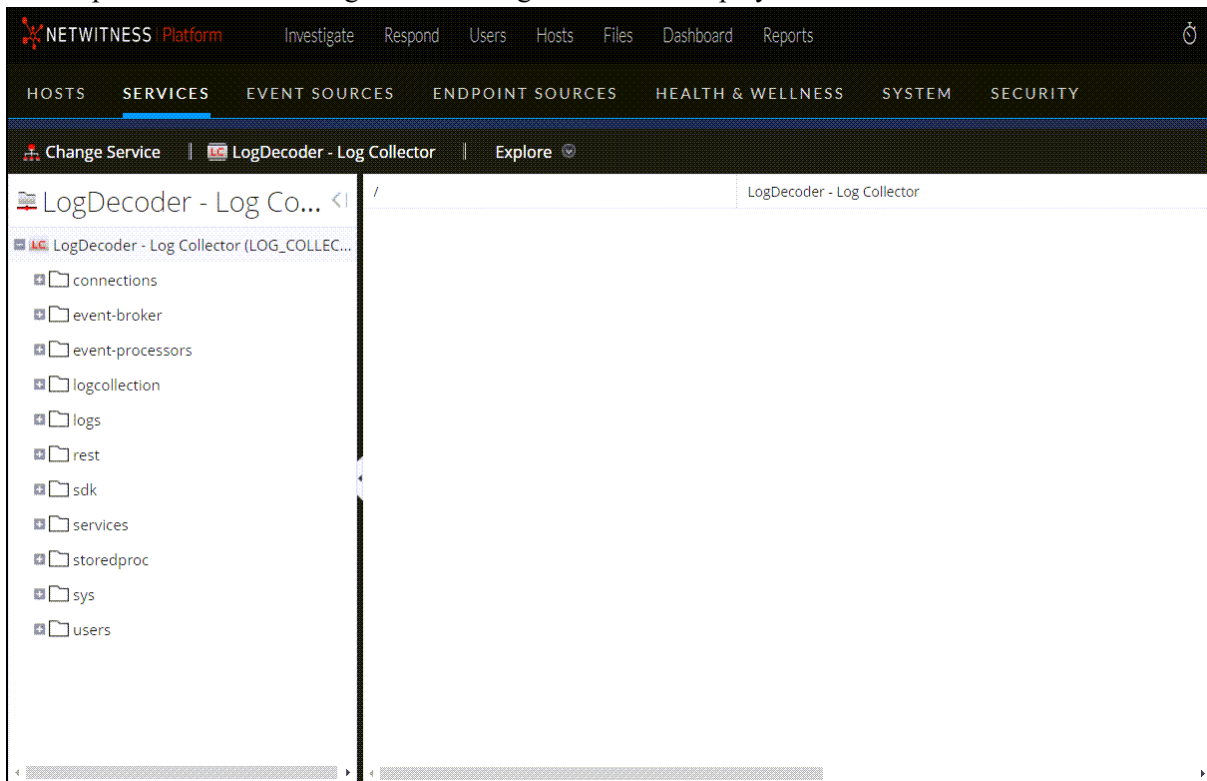 NETWITNESS Platform Investigate Respond Users Hosts Files Dashboard Reports
HOSTS SERVICES EVENT SOURCES ENDPOINT SOURCES HEALTH & WELLNESS SYSTEM SECURITY
Change Service LC LogDecoder - Log Collector Explore
LogDecoder - Log Co...
/ LogDecoder - Log Collector
LC LogDecoder - Log Collector (LOG_COLLEC...
connections
event-broker
event-processors
logcollection
logs
rest
sdk
services
storedproc
sys
users